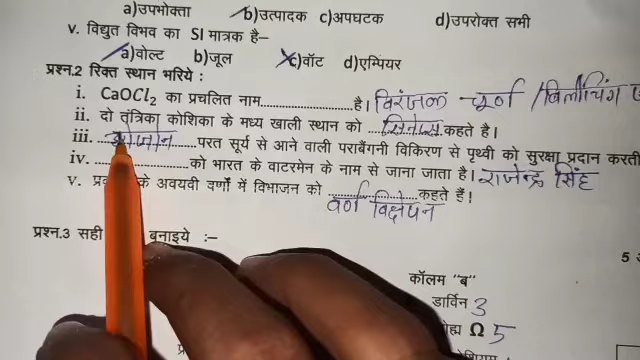 a)उपभोक्ता b)उत्पादक c)अपघटक d)उपरोक्त सभी
v. विद्युत विभव का SI मात्रक है–
a)वोल्ट b)जूल c)वॉट d)एम्पियर
प्रश्न.2 रिक्त स्थान भरिये :
i. CaOCl₂ का प्रचलित नाम....................है। विरंजक चूर्ण / ब्लिीचिंग
ii. दो तंत्रिका कोशिका के मध्य खाली स्थान को ....सिनेप्स.कहते है।
iii. ....ओजोन......परत सूर्य से आने वाली पराबैंगनी विकिरण से पृथ्वी को सुरक्षा प्रदान करती
iv. ....................को भारत के वाटरमेन के नाम से जाना जाता है। राजेन्द्र सिंह
v. के अवयवी वर्णों में विभाजन को ....................कहते हैं।
वर्ण विक्षेपन
प्रश्न.3 सही बनाइये :–
5
कॉलम "ब"
डार्विन 3
Ω 5